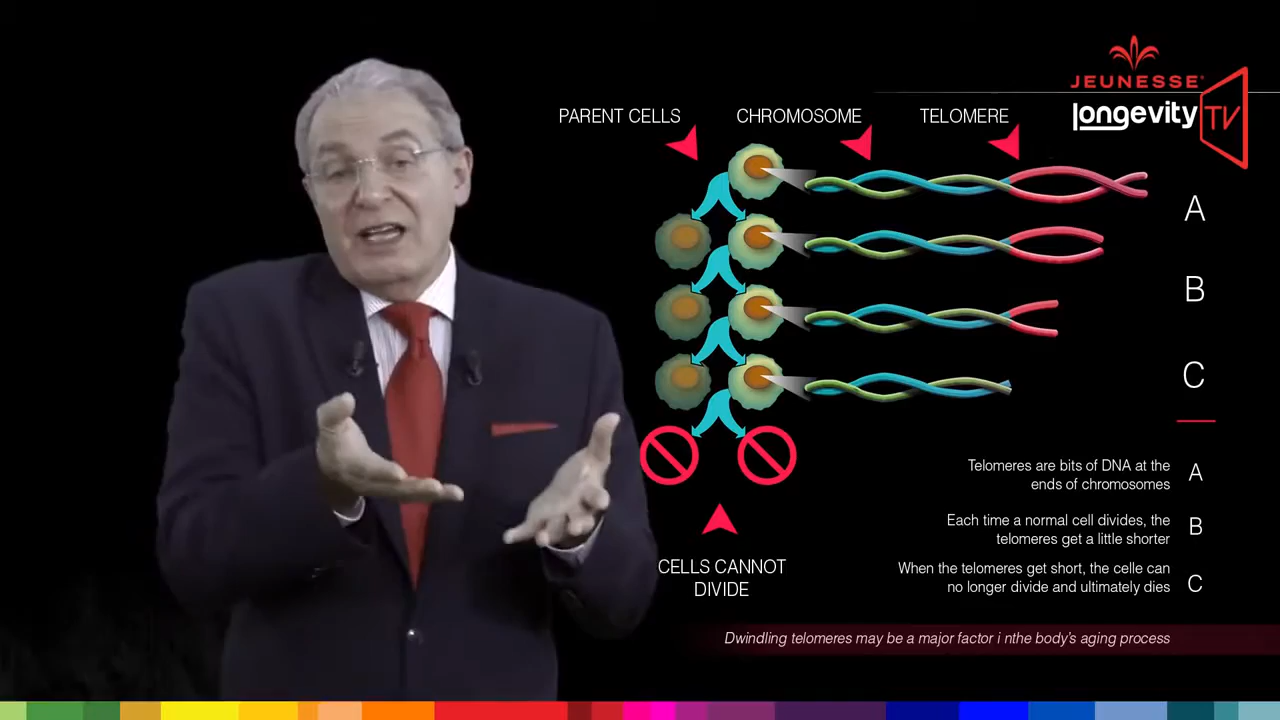 JEUNESSE
longevity TV
PARENT CELLS
CHROMOSOME
TELOMERE
A
B
C
Telomeres are bits of DNA at the
ends of chromosomes
A
Each time a normal cell divides, the
telomeres get a little shorter
B
When the telomeres get short, the celle can
no longer divide and ultimately dies
C
CELLS CANNOT
DIVIDE
Dwindling telomeres may be a major factor i nthe body's aging process